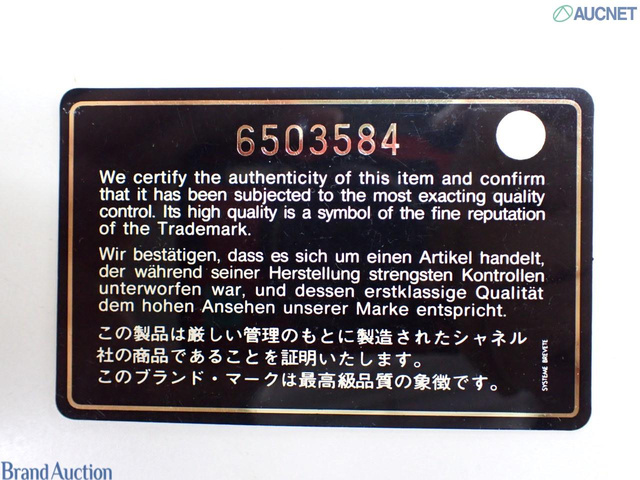 AUCNET
6503584
We certify the authenticity of this item and confirm
that it has been subjected to the most exacting quality
control. Its high quality is a symbol of the fine reputation
of the Trademark.
Wir bestätigen, dass es sich um einen Artikel handelt,
der während seiner Herstellung strengsten Kontrollen
unterworfen war, und dessen erstklassige Qualität
dem hohen Ansehen unserer Marke entspricht.
この製品は厳しい管理のもとに製造されたシャネル
社の商品であることを証明いたします。
このブランド・マークは最高級品質の象徴です。
SYSTEME BREVETE
Brand Auction